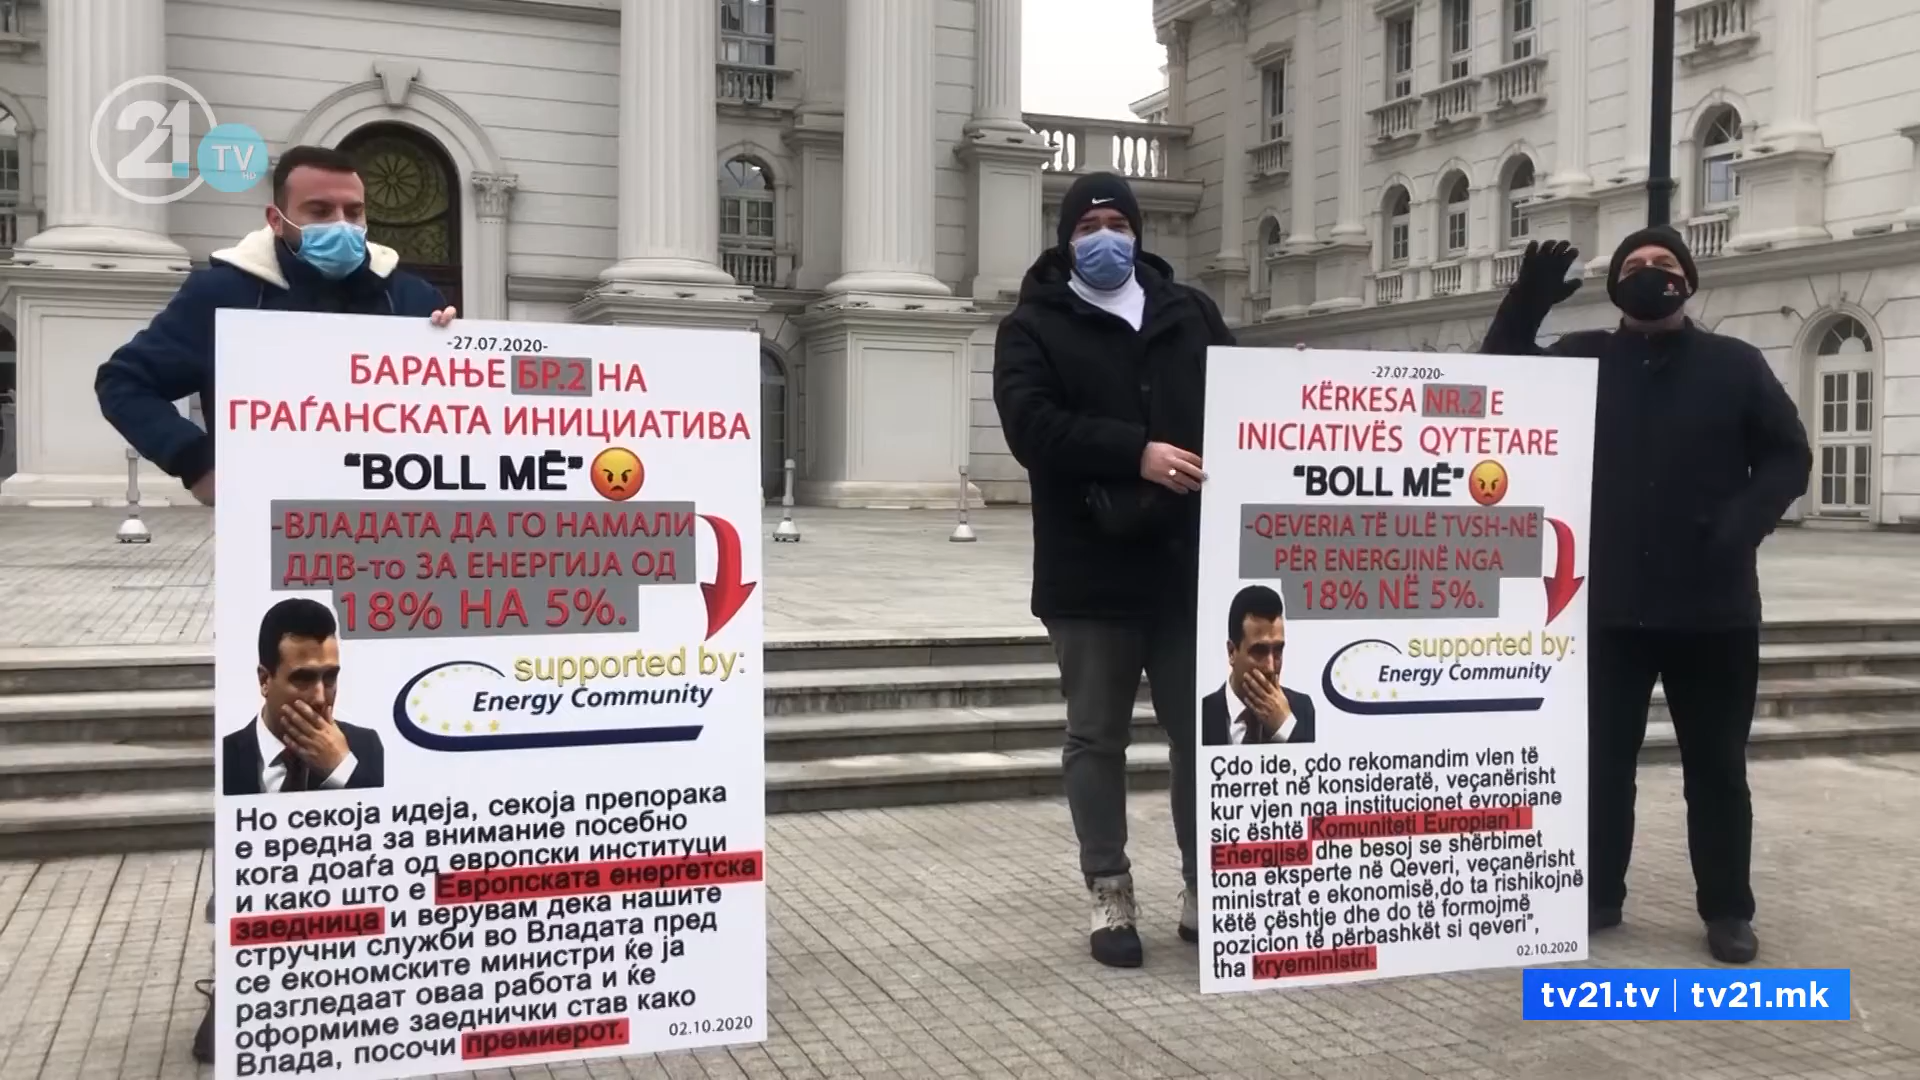 21.
TV
HD
-27.07.2020-
БАРАЊЕ БР.2 НА
ГРАЃАНСКАТА ИНИЦИАТИВА
“BOLL MË”
-ВЛАДАТА ДА ГО НАМАЛИ
ДДВ-то ЗА ЕНЕРГИЈА ОД
18% НА 5%.
supported by:
Energy Community
Но секоја идеја, секоја препорака
е вредна за внимание посебно
кога доаѓа од европски институци
и како што е Европската енергетска
заедница и верувам дека нашите
стручни служби во Владата пред
се економските министри ќе ја
разгледаат оваа работа и ќе
оформиме заеднички став како
Влада, посочи премиерот.
02.10.2020
-27.07.2020-
KËRKESA NR.2 E
INICIATIVËS QYTETARE
“BOLL MË”
-QEVERIA TË ULË TVSH-NË
PËR ENERGJINË NGA
18% NË 5%.
supported by:
Energy Community
Çdo ide, çdo rekomandim vlen të
merret në konsideratë, veçanërisht
kur vjen nga institucionet evropiane
siç është Komuniteti Europian i
Energjisë dhe besoj se shërbimet
tona eksperte në Qeveri, veçanërisht
ministrat e ekonomisë,do ta rishikojnë
këtë çështje dhe do të formojmë
pozicion të përbashkët si qeveri”,
tha kryeministri.
02.10.2020
tv21.tv | tv21.mk